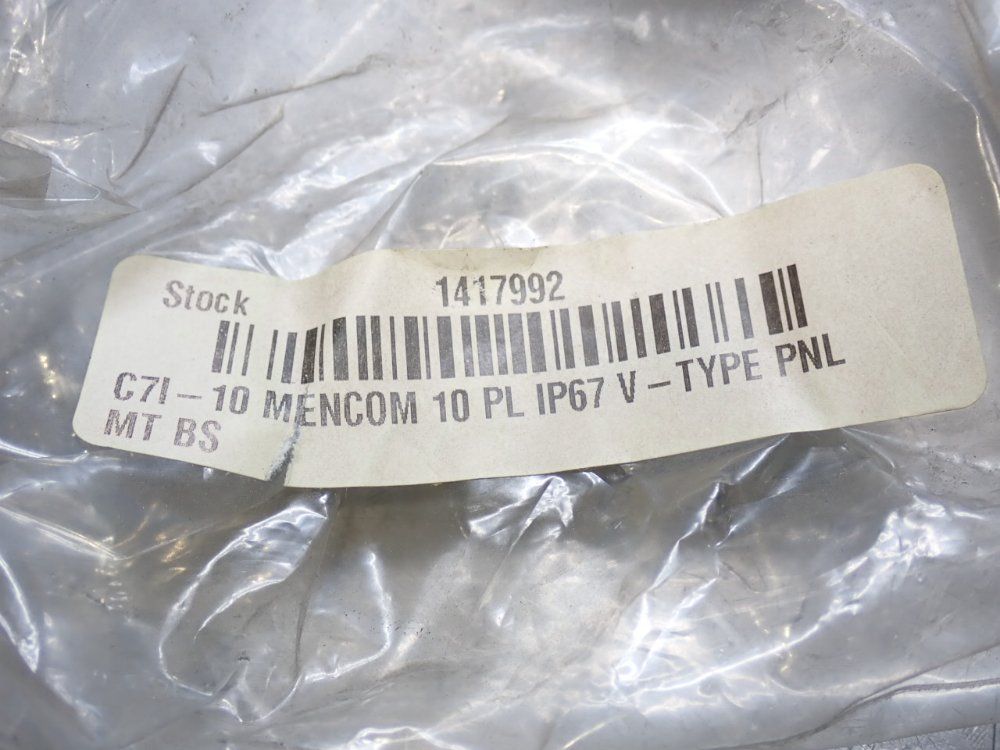 Stock 1417992
C7I-10 MENCOM 10 PL IP67 V-TYPE PNL
MT BS